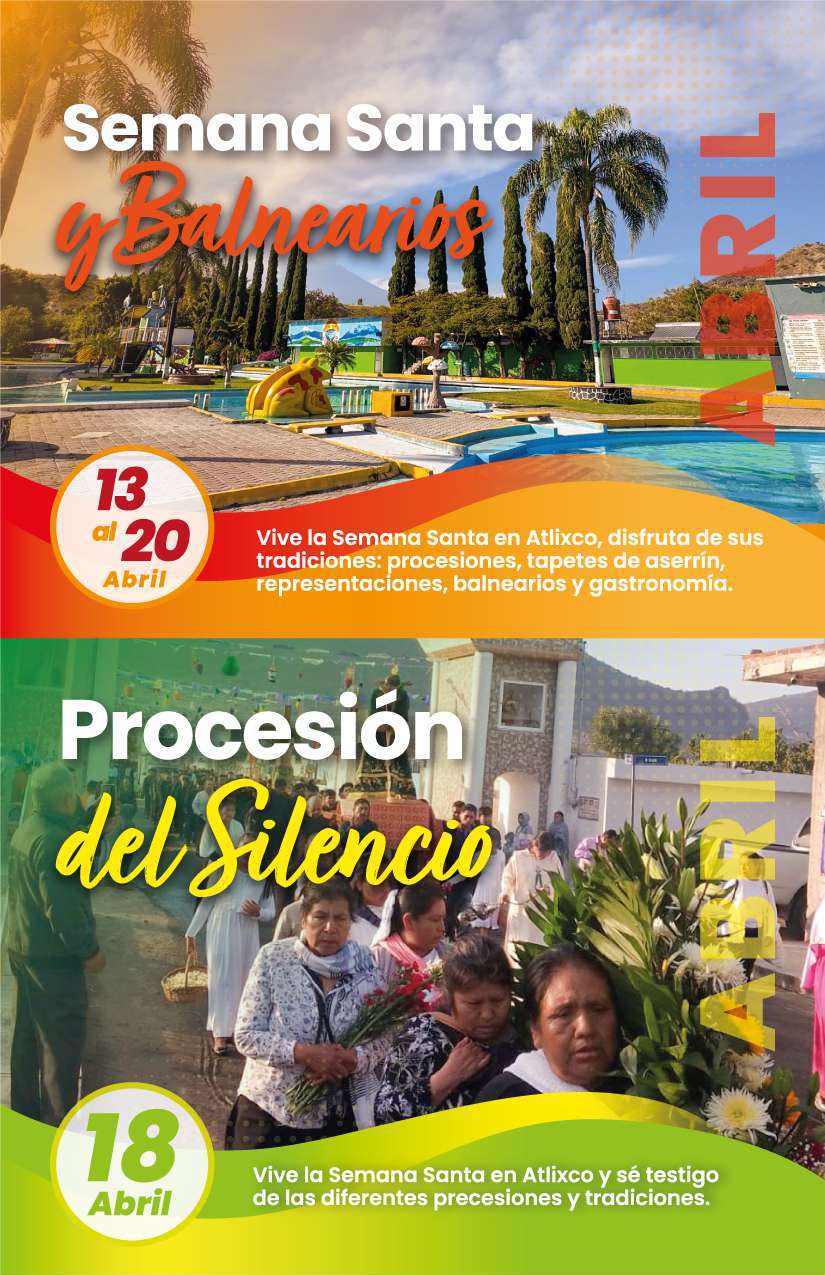 Semana Santa
y Balnearios
ABRIL
13
al 20
Abril
Vive la Semana Santa en Atlixco, disfruta de sus
tradiciones: procesiones, tapetes de aserrín,
representaciones, balnearios y gastronomía.
Procesión
del Silencio
ABRIL
18
Abril
Vive la Semana Santa en Atlixco y sé testigo
de las diferentes precesiones y tradiciones.